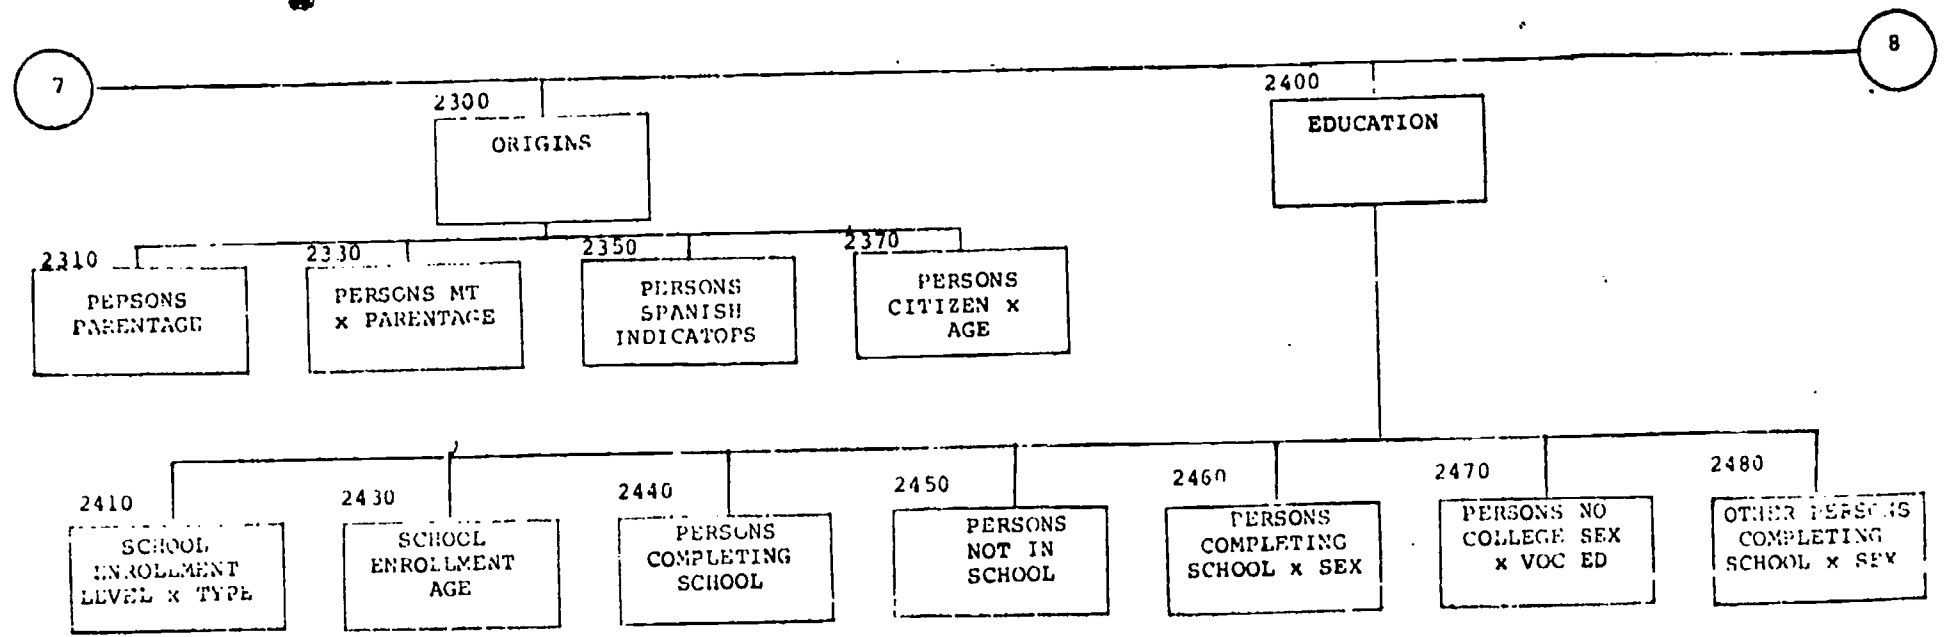 7
8
2300
ORIGINS
2400
EDUCATION
2310
PERSONS
PARENTAGE
2330
PERSONS MT
x PARENTAGE
2350
PERSONS
SPANISH
INDICATORS
2370
PERSONS
CITIZEN x
AGE
2410
SCHOOL
ENROLLMENT
LEVEL x TYPE
2430
SCHOOL
ENROLLMENT
AGE
2440
PERSONS
COMPLETING
SCHOOL
2450
PERSONS
NOT IN
SCHOOL
2460
PERSONS
COMPLETING
SCHOOL x SEX
2470
PERSONS NO
COLLEGE SEX
x VOC ED
2480
OTHER PERSONS
COMPLETING
SCHOOL x SEX